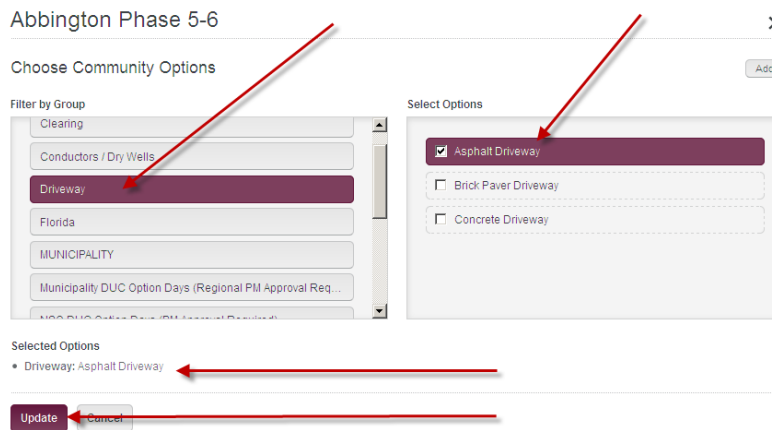 Abbington Phase 5-6
Choose Community Options
Add
Filter by Group
Select Options
Clearing
Conductors / Dry Wells
Driveway
Florida
MUNICIPALITY
Municipality DUC Option Days (Regional PM Approval Req...
Asphalt Driveway
Brick Paver Driveway
Concrete Driveway
Selected Options
• Driveway: Asphalt Driveway
Update
Cancel